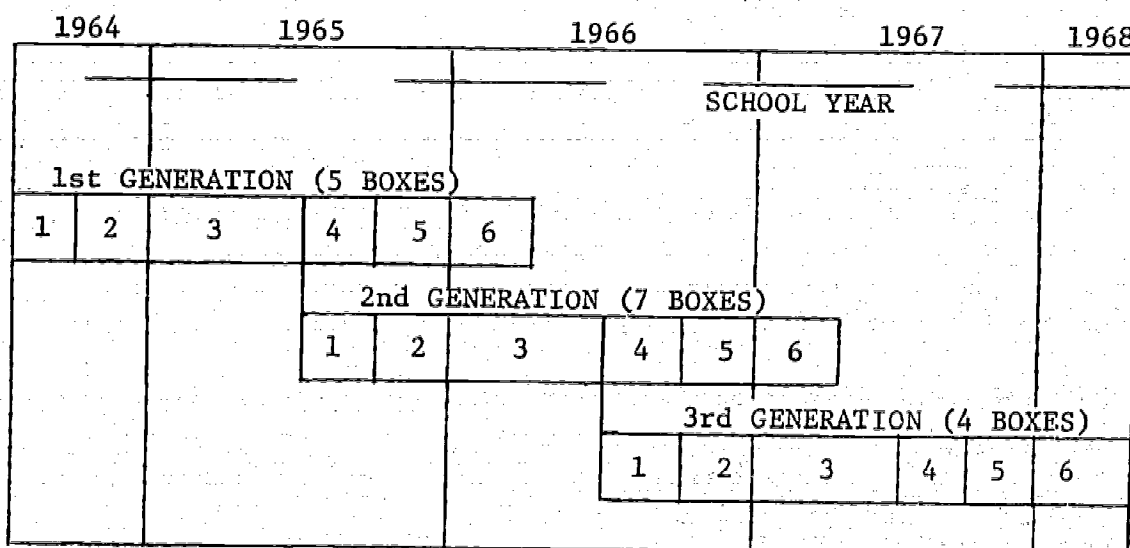 1964 1965 1966 1967 1968
SCHOOL YEAR
1st GENERATION (5 BOXES)
1 2 3 4 5 6
2nd GENERATION (7 BOXES)
1 2 3 4 5 6
3rd GENERATION (4 BOXES)
1 2 3 4 5 6